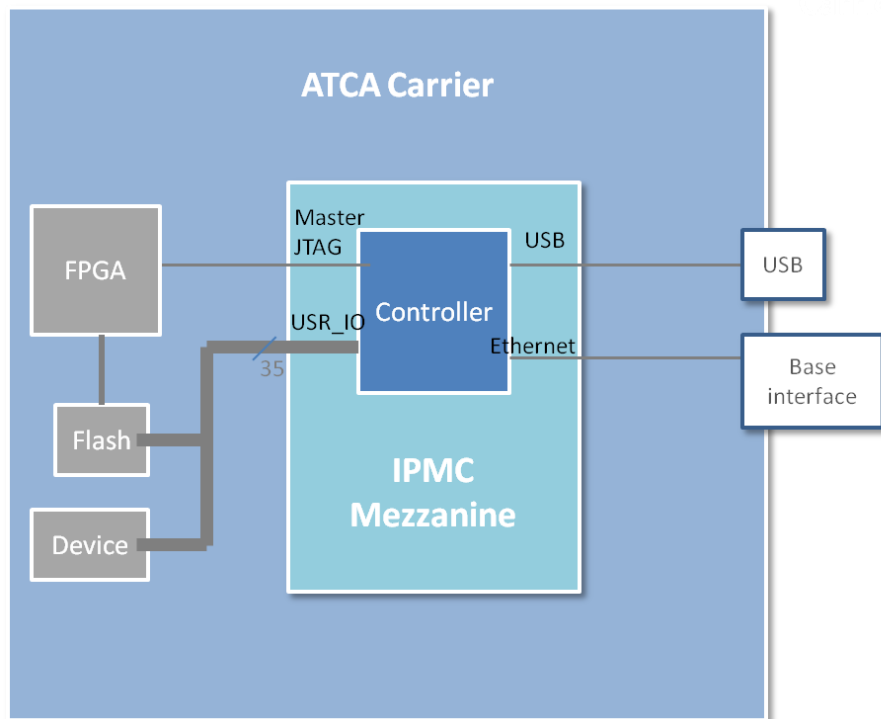 ATCA Carrier
Master
JTAG
USB
FPGA
USB
Controller
USR_IO
35
Ethernet
Base
interface
Flash
IPMC
Mezzanine
Device